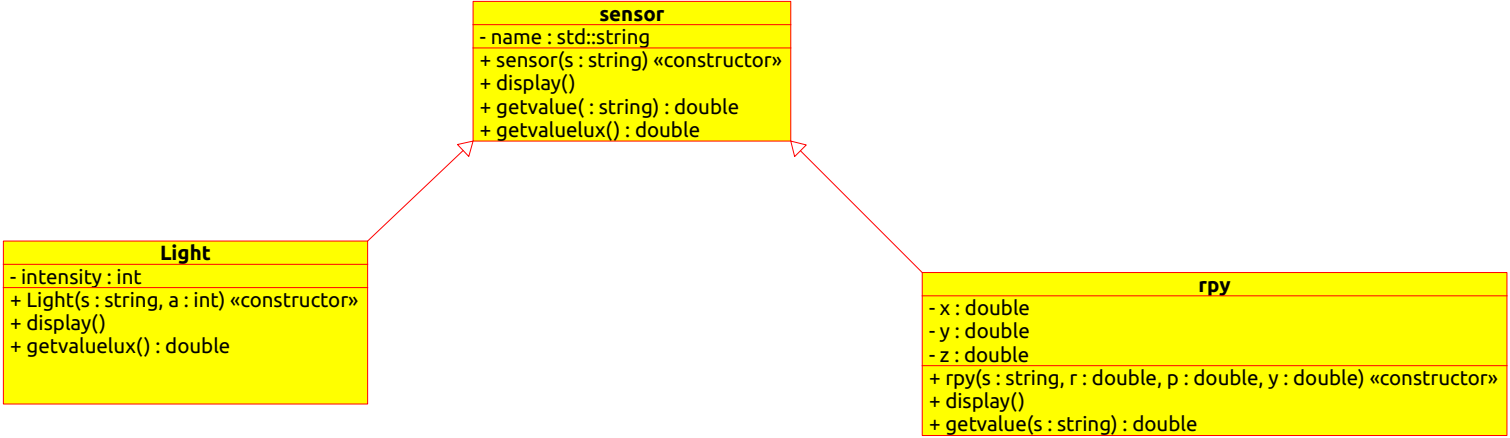 sensor
- name : std::string
+ sensor(s : string) «constructor»
+ display()
+ getvalue( : string) : double
+ getvaluelux() : double
Light
- intensity : int
+ Light(s : string, a : int) «constructor»
+ display()
+ getvaluelux() : double
rpy
- x : double
- y : double
- z : double
+ rpy(s : string, r : double, p : double, y : double) «constructor»
+ display()
+ getvalue(s : string) : double